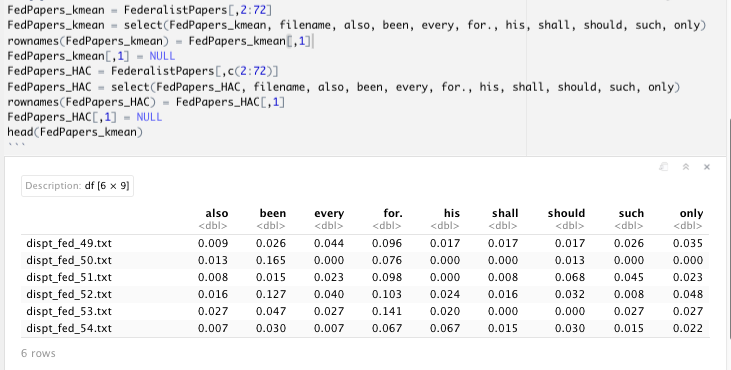 FedPapers_kmean = FederalistPapers[,2:72]
FedPapers_kmean = select(FedPapers_kmean, filename, also, been, every, for., his, shall, should, such, only)
rownames(FedPapers_kmean) = FedPapers_kmean[,1]
FedPapers_kmean[,1] = NULL
FedPapers_HAC = FederalistPapers[,c(2:72)]
FedPapers_HAC = select(FedPapers_HAC, filename, also, been, every, for., his, shall, should, such, only)
rownames(FedPapers_HAC) = FedPapers_HAC[,1]
FedPapers_HAC[,1] = NULL
head(FedPapers_kmean)
```
Description: df [6 × 9]
also been every for. his shall should such only
<dbl> <dbl> <dbl> <dbl> <dbl> <dbl> <dbl> <dbl> <dbl>
dispt_fed_49.txt 0.009 0.026 0.044 0.096 0.017 0.017 0.017 0.026 0.035
dispt_fed_50.txt 0.013 0.165 0.000 0.076 0.000 0.000 0.013 0.000 0.000
dispt_fed_51.txt 0.008 0.015 0.023 0.098 0.000 0.008 0.068 0.045 0.023
dispt_fed_52.txt 0.016 0.127 0.040 0.103 0.024 0.016 0.032 0.008 0.048
dispt_fed_53.txt 0.027 0.047 0.027 0.141 0.020 0.000 0.000 0.027 0.027
dispt_fed_54.txt 0.007 0.030 0.007 0.067 0.067 0.015 0.030 0.015 0.022
6 rows